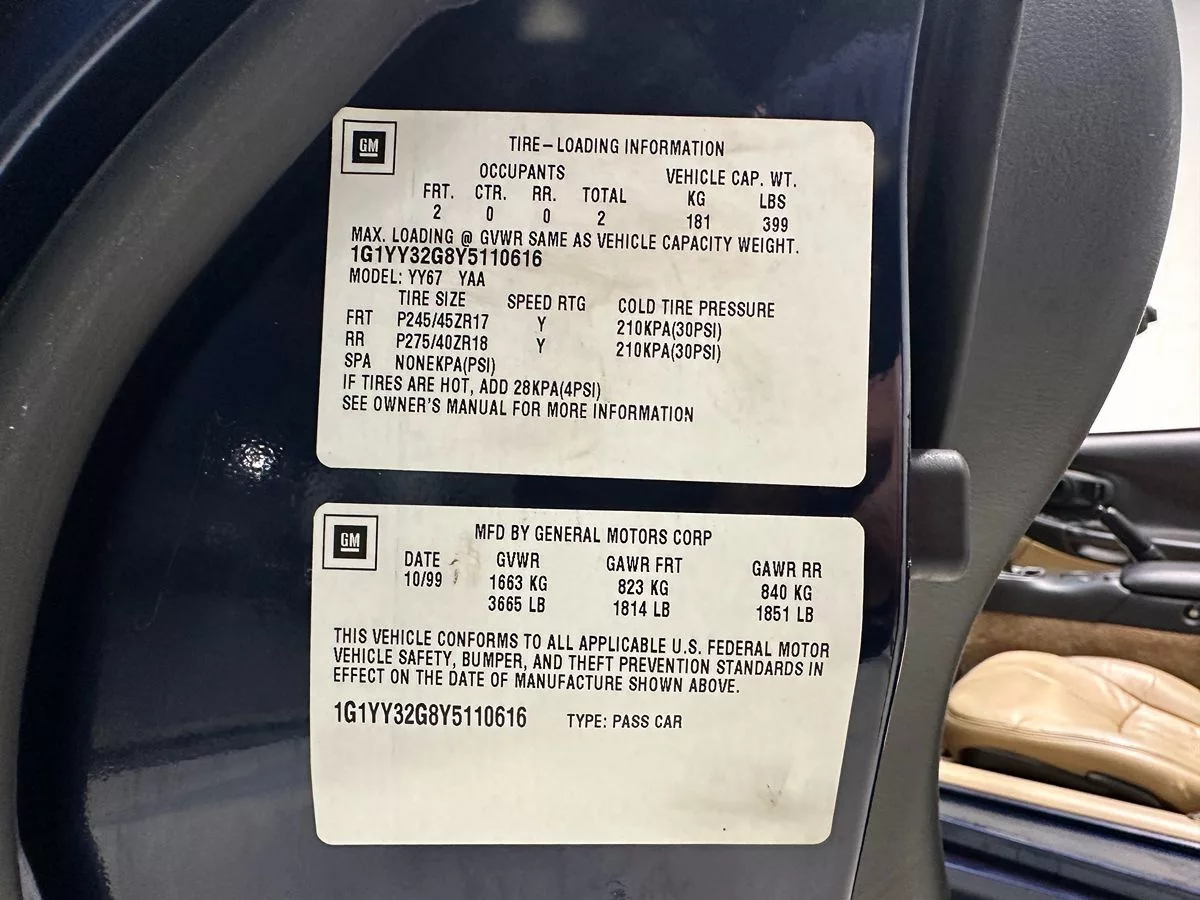 GM
TIRE-LOADING INFORMATION
OCCUPANTS VEHICLE CAP. WT.
FRT. CTR. RR. TOTAL KG LBS
2 0 0 2 181 399
MAX. LOADING @ GVWR SAME AS VEHICLE CAPACITY WEIGHT.
1G1YY32G8Y5110616
MODEL: YY67 YAA
TIRE SIZE SPEED RTG COLD TIRE PRESSURE
FRT P245/45ZR17 Y 210KPA(30PSI)
RR P275/40ZR18 Y 210KPA(30PSI)
SPA NONEKPA(PSI)
IF TIRES ARE HOT, ADD 28KPA(4PSI)
SEE OWNER'S MANUAL FOR MORE INFORMATION
GM
MFD BY GENERAL MOTORS CORP
DATE GVWR GAWR FRT GAWR RR
10/99 1663 KG 823 KG 840 KG
3665 LB 1814 LB 1851 LB
THIS VEHICLE CONFORMS TO ALL APPLICABLE U.S. FEDERAL MOTOR
VEHICLE SAFETY, BUMPER, AND THEFT PREVENTION STANDARDS IN
EFFECT ON THE DATE OF MANUFACTURE SHOWN ABOVE.
1G1YY32G8Y5110616 TYPE: PASS CAR